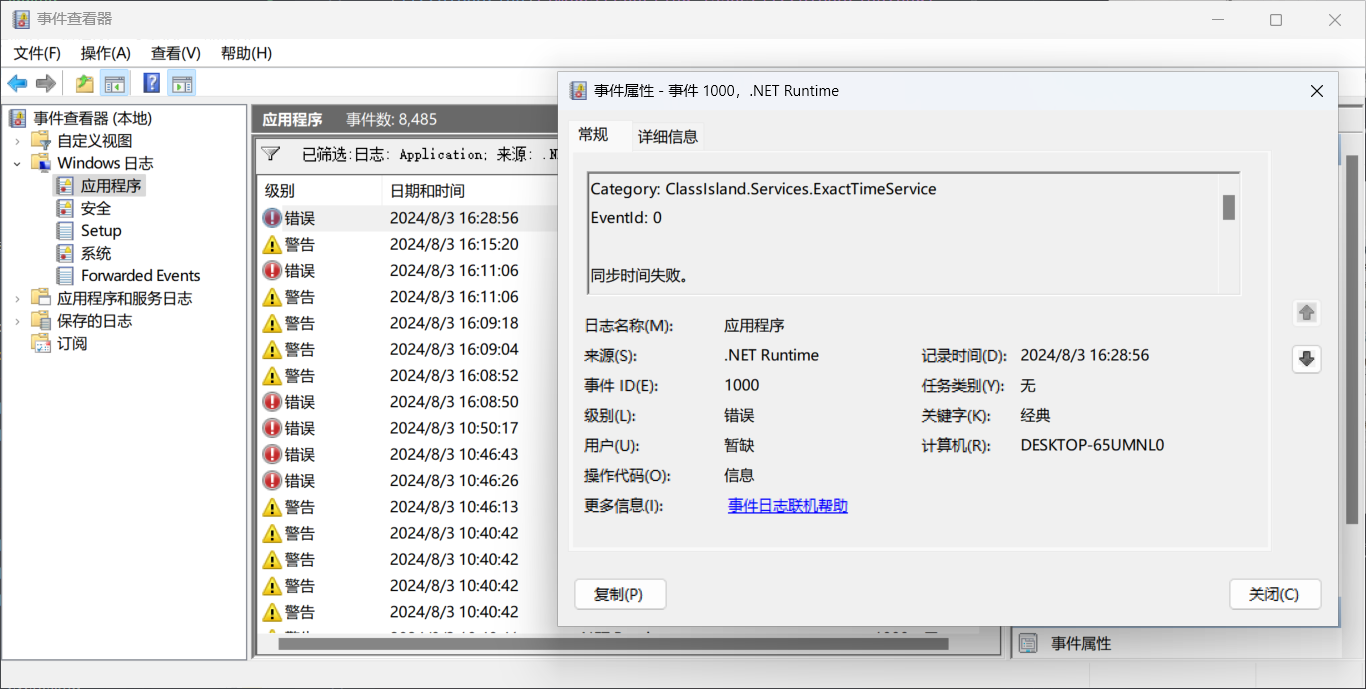 事件查看器
文件(F) 操作(A) 查看(V) 帮助(H)
事件查看器 (本地)
自定义视图
Windows 日志
应用程序
安全
Setup
系统
Forwarded Events
应用程序和服务日志
保存的日志
订阅
应用程序 事件数: 8,485
已筛选:日志: Application; 来源: .N
级别 日期和时间
错误 2024/8/3 16:28:56
警告 2024/8/3 16:15:20
错误 2024/8/3 16:11:06
警告 2024/8/3 16:11:06
警告 2024/8/3 16:09:18
警告 2024/8/3 16:09:04
警告 2024/8/3 16:08:52
错误 2024/8/3 16:08:50
错误 2024/8/3 10:50:17
错误 2024/8/3 10:46:43
错误 2024/8/3 10:46:26
警告 2024/8/3 10:46:13
警告 2024/8/3 10:40:42
警告 2024/8/3 10:40:42
警告 2024/8/3 10:40:42
警告 2024/8/3 10:40:42
事件属性 - 事件 1000，.NET Runtime
常规 详细信息
Category: ClassIsland.Services.ExactTimeService
EventId: 0
同步时间失败。
日志名称(M): 应用程序
来源(S): .NET Runtime 记录时间(D): 2024/8/3 16:28:56
事件 ID(E): 1000 任务类别(Y): 无
级别(L): 错误 关键字(K): 经典
用户(U): 暂缺 计算机(R): DESKTOP-65UMNL0
操作代码(O): 信息
更多信息(I): 事件日志联机帮助
复制(P) 关闭(C)
事件属性